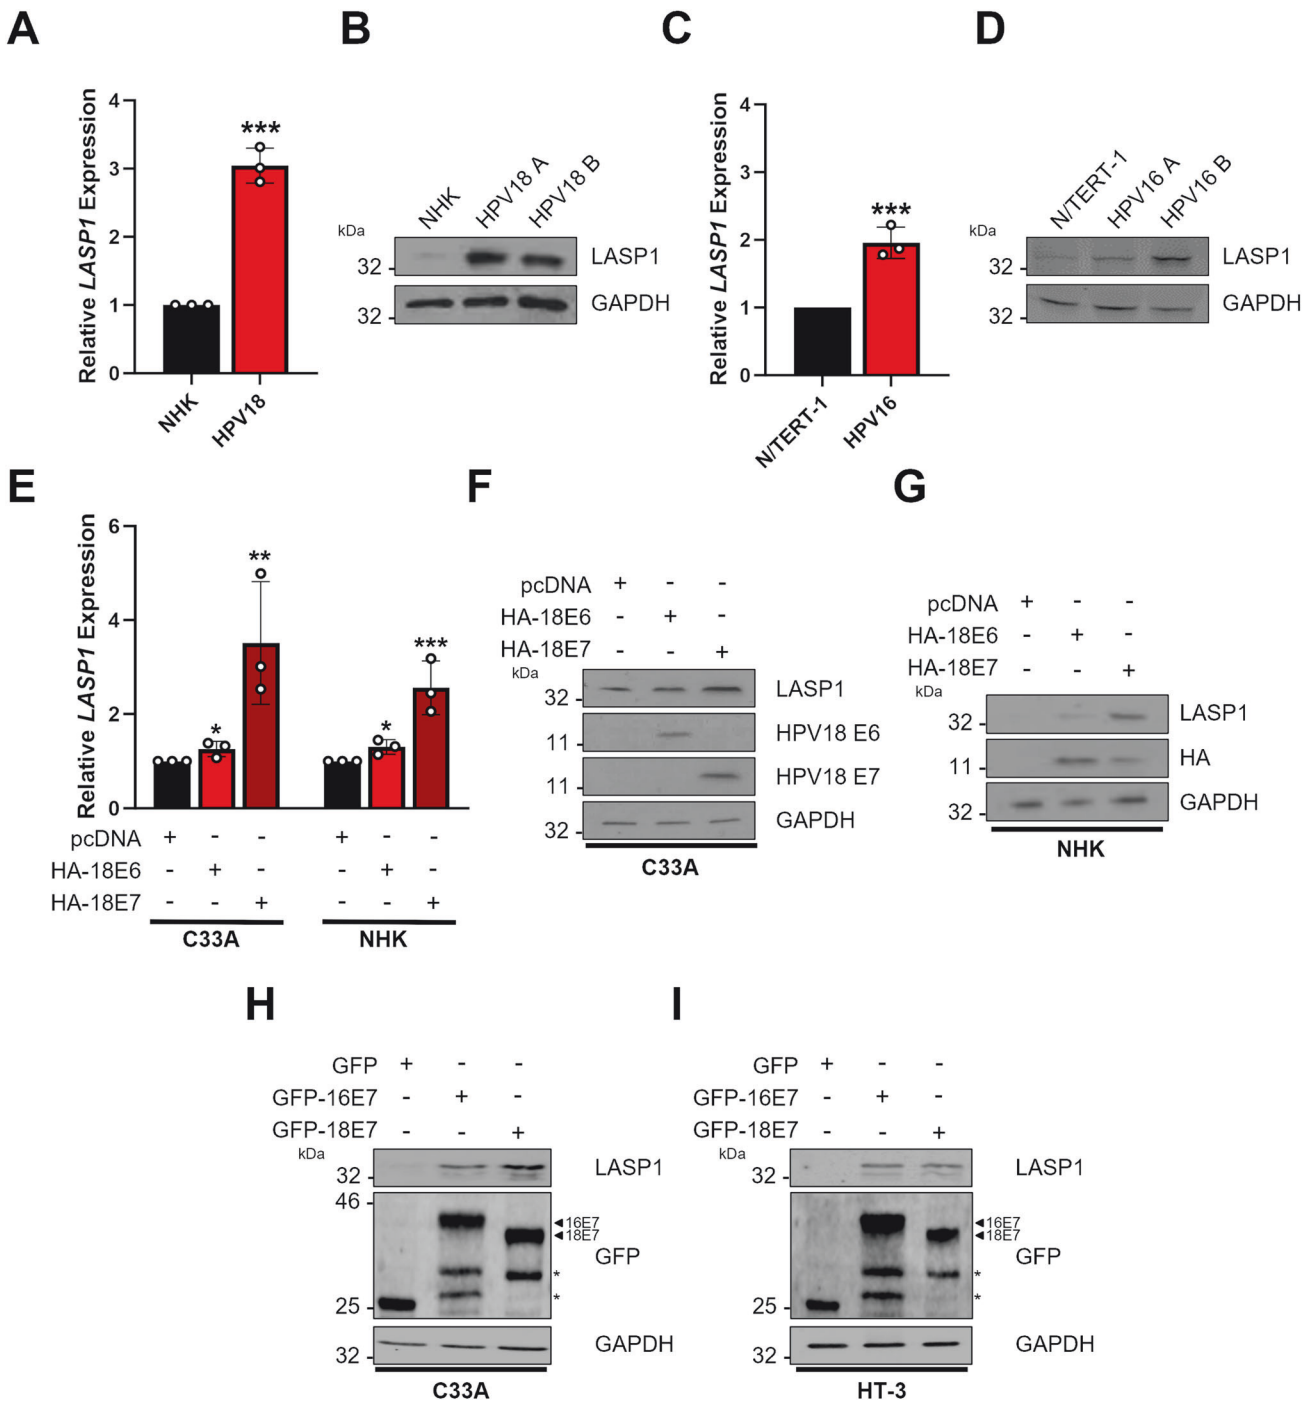 A
B
C
D
Relative LASP1 Expression
4
3
2
1
0
***
NHK
HPV18
NHK
HPV18 A
HPV18 B
kDa
32
LASP1
32
GAPDH
Relative LASP1 Expression
4
3
2
1
0
***
N/TERT-1
HPV16
N/TERT-1
HPV16 A
HPV16 B
kDa
32
LASP1
32
GAPDH
E
F
G
Relative LASP1 Expression
6
4
2
0
* ** * ***
pcDNA + - - + - -
HA-18E6 - + - - + -
HA-18E7 - - + - - +
C33A NHK
pcDNA + - -
HA-18E6 - + -
HA-18E7 - - +
kDa
32 LASP1
11 HPV18 E6
11 HPV18 E7
32 GAPDH
C33A
pcDNA + - -
HA-18E6 - + -
HA-18E7 - - +
kDa
32 LASP1
11 HA
32 GAPDH
NHK
H
I
GFP + - -
GFP-16E7 - + -
GFP-18E7 - - +
kDa
32 LASP1
46
16E7
18E7
GFP
*
*
25
32 GAPDH
C33A
GFP + - -
GFP-16E7 - + -
GFP-18E7 - - +
kDa
32 LASP1
16E7
18E7
GFP
*
*
25
32 GAPDH
HT-3